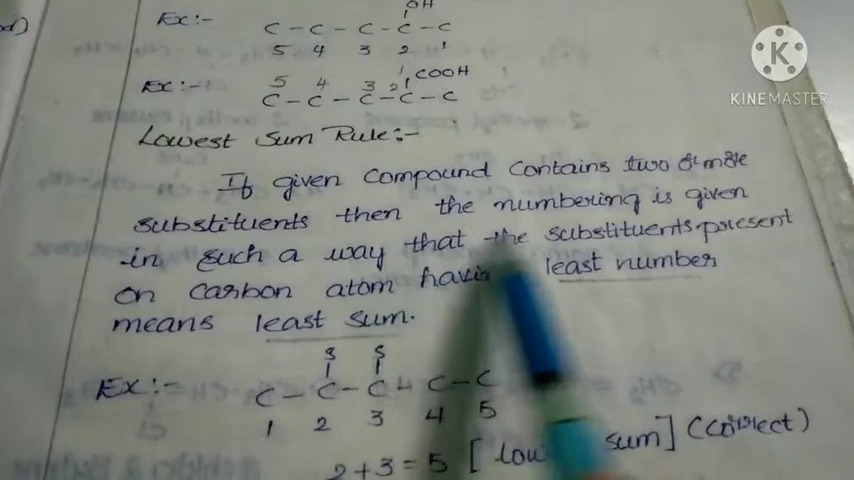 Ex:- OH
C - C - C - C - C
5 4 3 2 1
Ex:- 5 4 3 2 1 COOH
C - C - C - C - C
Lowest Sum Rule:-
If given compound contains two or more
substituents then the numbering is given
in such a way that the substituents present
on carbon atom having least number
means least sum.
S S
Ex:- C - C - C - C - C
1 2 3 4 5
2+3=5 [ sum] (correct)
K
KINEMASTER